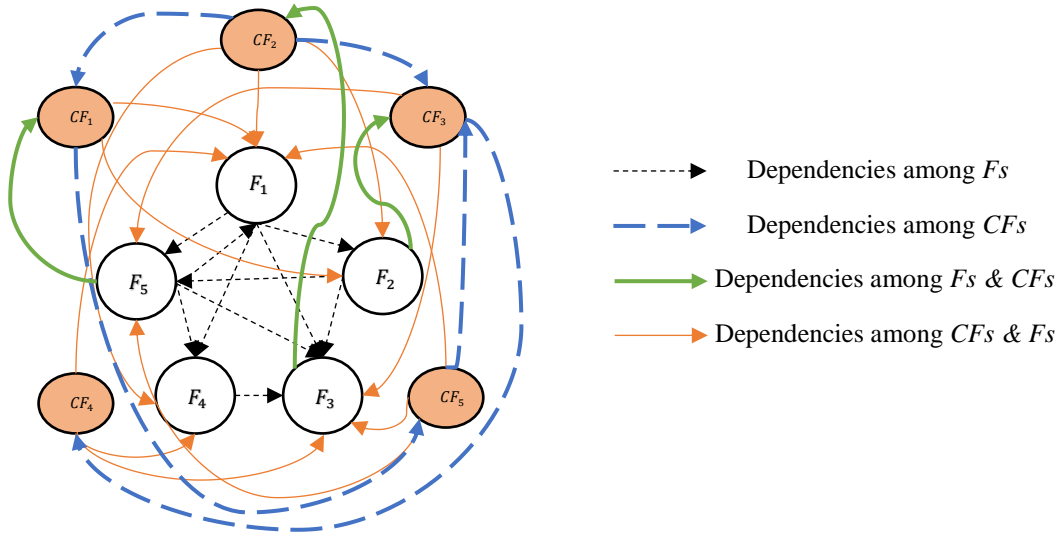 CF₂
CF₁
CF₃
F₁
F₂
F₅
F₄
F₃
CF₄
CF₅
Dependencies among Fs
Dependencies among CFs
Dependencies among Fs & CFs
Dependencies among CFs & Fs